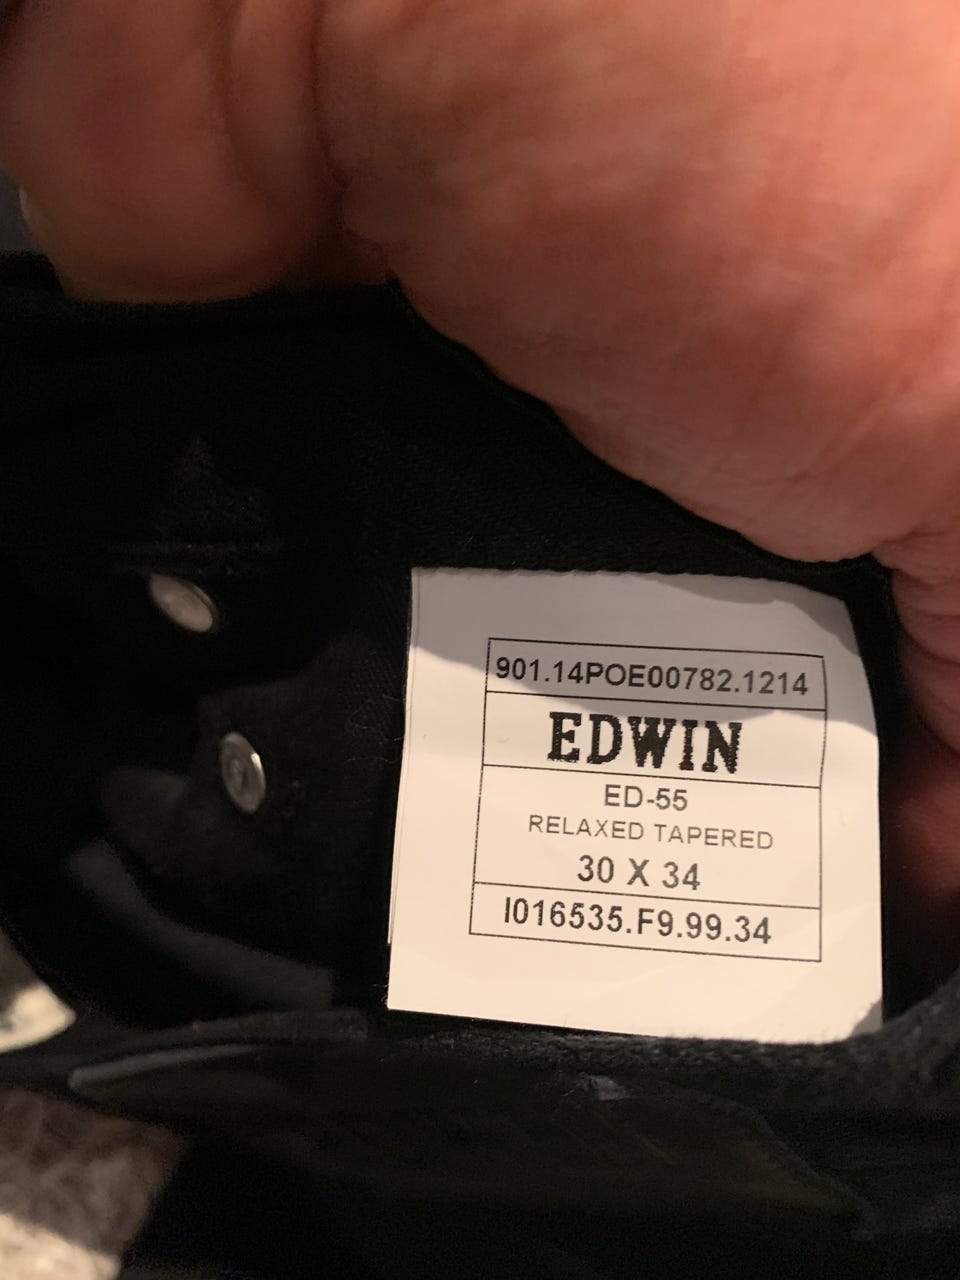 901.14POE00782.1214
EDWIN
ED-55
RELAXED TAPERED
30 X 34
I016535.F9.99.34